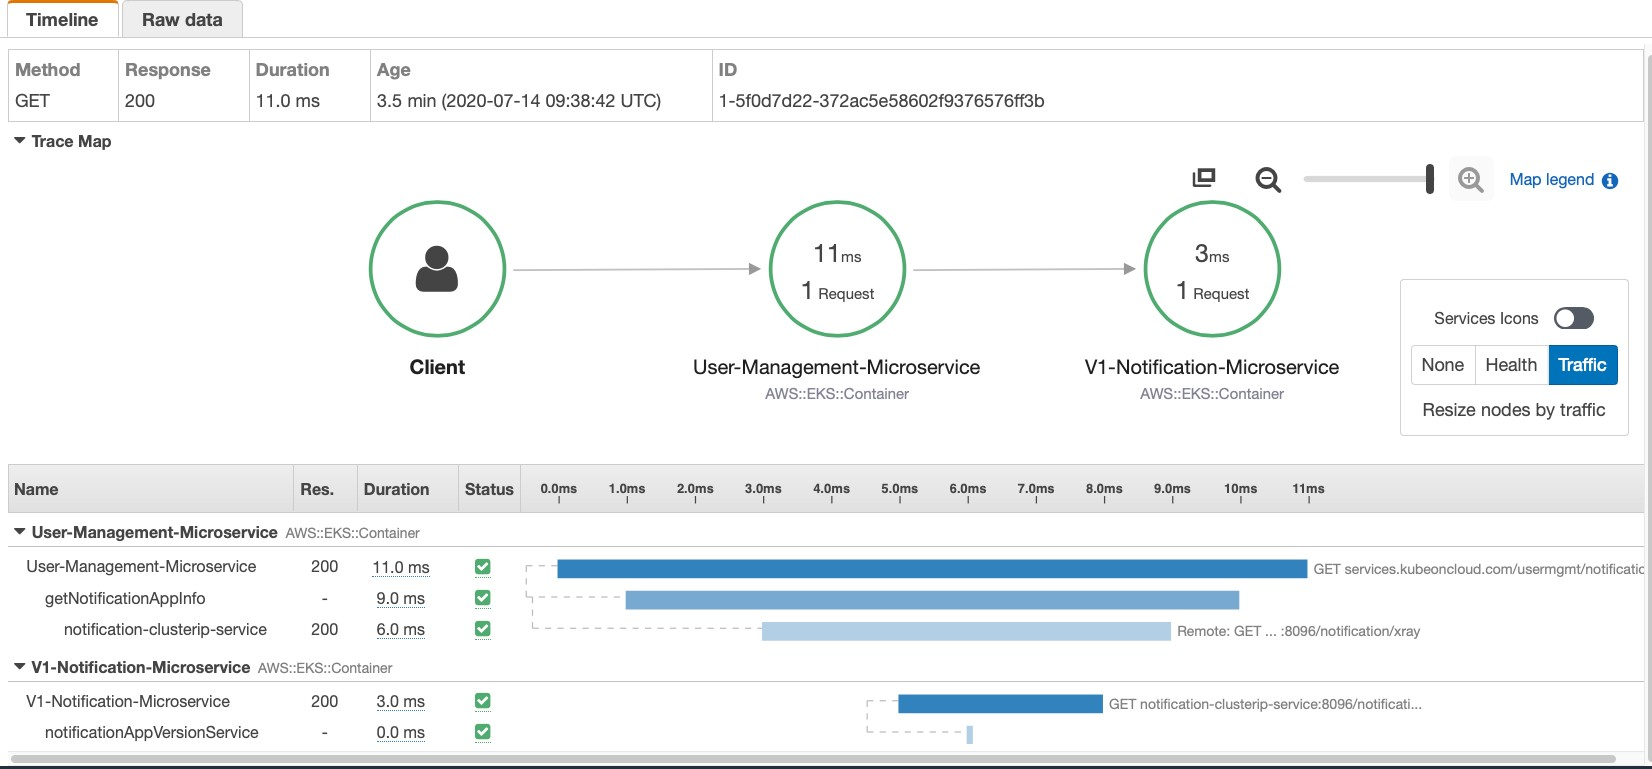 Timeline Raw data
Method Response Duration Age ID
GET 200 11.0 ms 3.5 min (2020-07-14 09:38:42 UTC) 1-5f0d7d22-372ac5e58602f9376576ff3b
Trace Map
Map legend
11ms
1 Request
3ms
1 Request
Client User-Management-Microservice V1-Notification-Microservice
AWS::EKS::Container AWS::EKS::Container
Services Icons
None Health Traffic
Resize nodes by traffic
Name Res. Duration Status 0.0ms 1.0ms 2.0ms 3.0ms 4.0ms 5.0ms 6.0ms 7.0ms 8.0ms 9.0ms 10ms 11ms
User-Management-Microservice AWS::EKS::Container
User-Management-Microservice 200 11.0 ms GET services.kubeoncloud.com/usermgmt/notificatio
getNotificationAppInfo - 9.0 ms
notification-clusterip-service 200 6.0 ms Remote: GET ... :8096/notification/xray
V1-Notification-Microservice AWS::EKS::Container
V1-Notification-Microservice 200 3.0 ms GET notification-clusterip-service:8096/notificati...
notificationAppVersionService - 0.0 ms